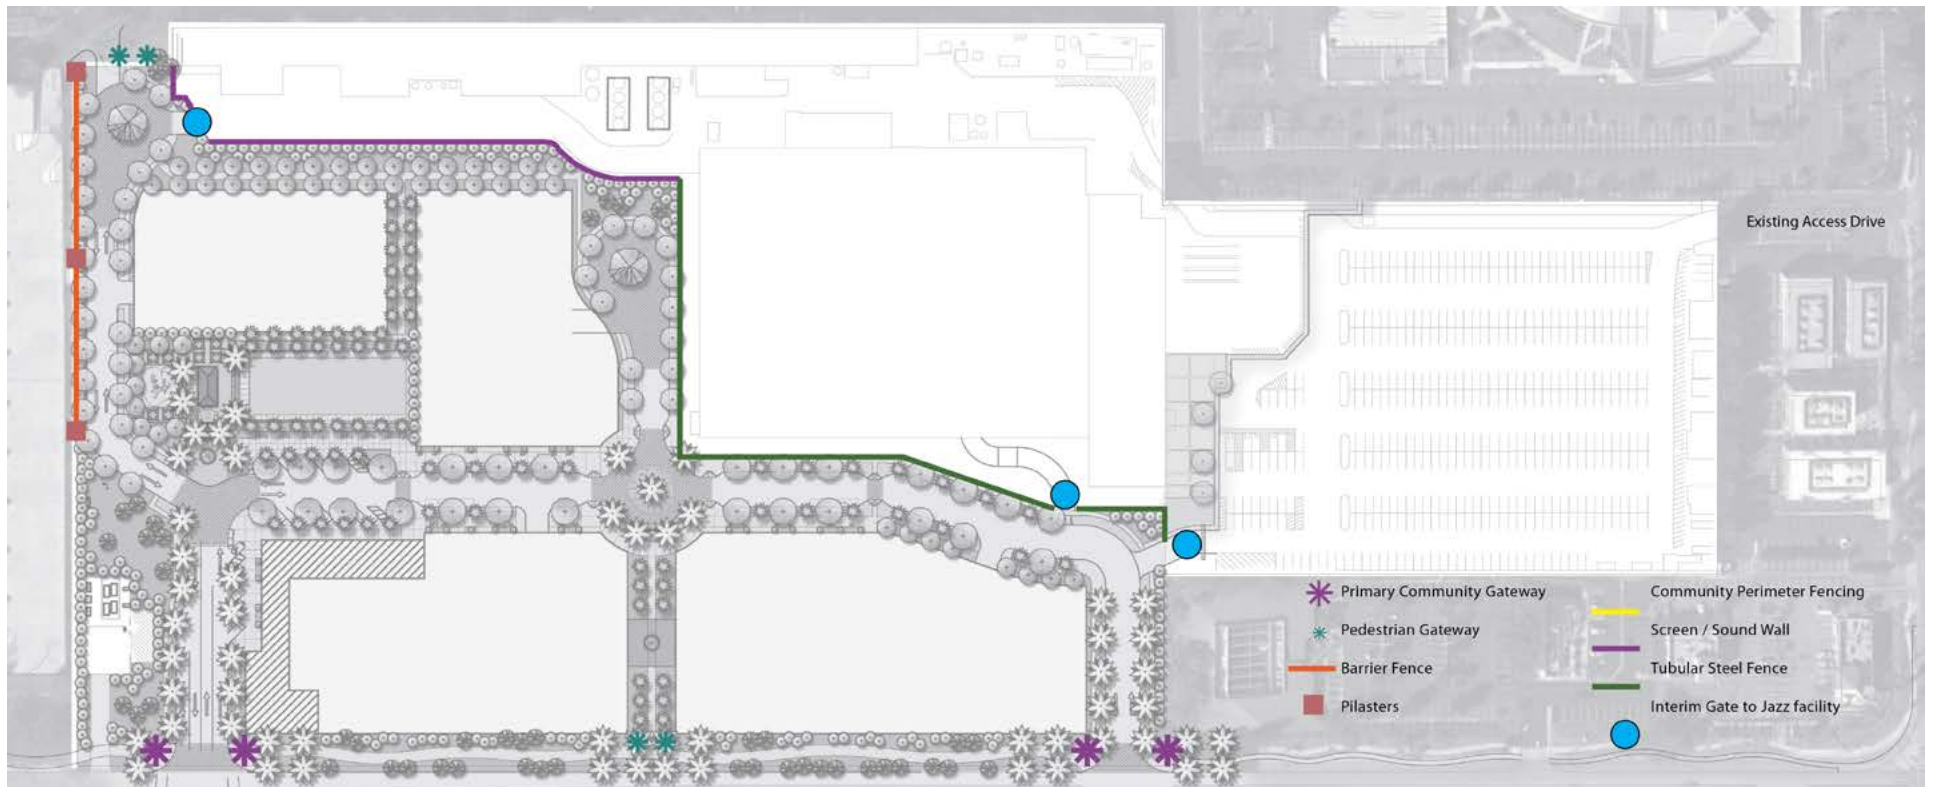 Existing Access Drive
Primary Community Gateway
Pedestrian Gateway
Barrier Fence
Pilasters
Community Perimeter Fencing
Screen / Sound Wall
Tubular Steel Fence
Interim Gate to Jazz facility